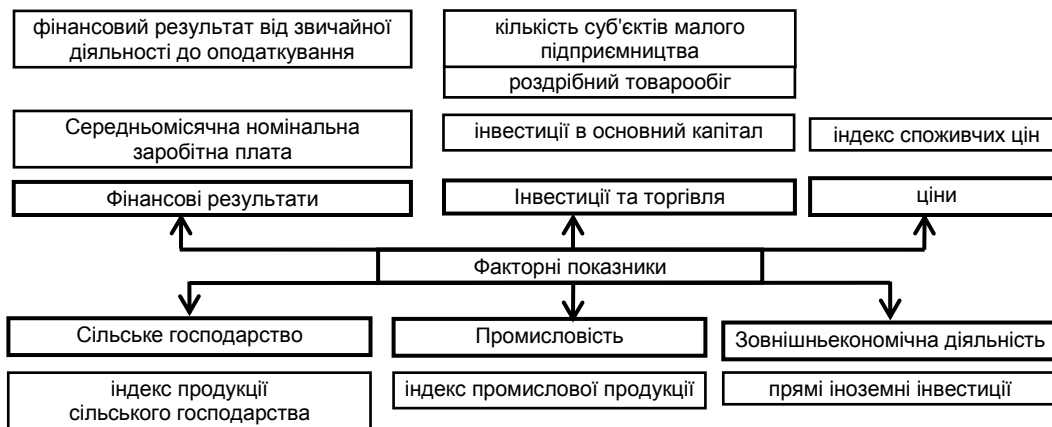 фінансовий результат від звичайної
діяльності до оподаткування
кількість суб'єктів малого
підприємництва
роздрібний товарообіг
Середньомісячна номінальна
заробітна плата
інвестиції в основний капітал
індекс споживчих цін
Фінансові результати
Інвестиції та торгівля
ціни
Факторні показники
Сільське господарство
Промисловість
Зовнішньекономічна діяльність
індекс продукції
сільського господарства
індекс промислової продукції
прямі іноземні інвестиції